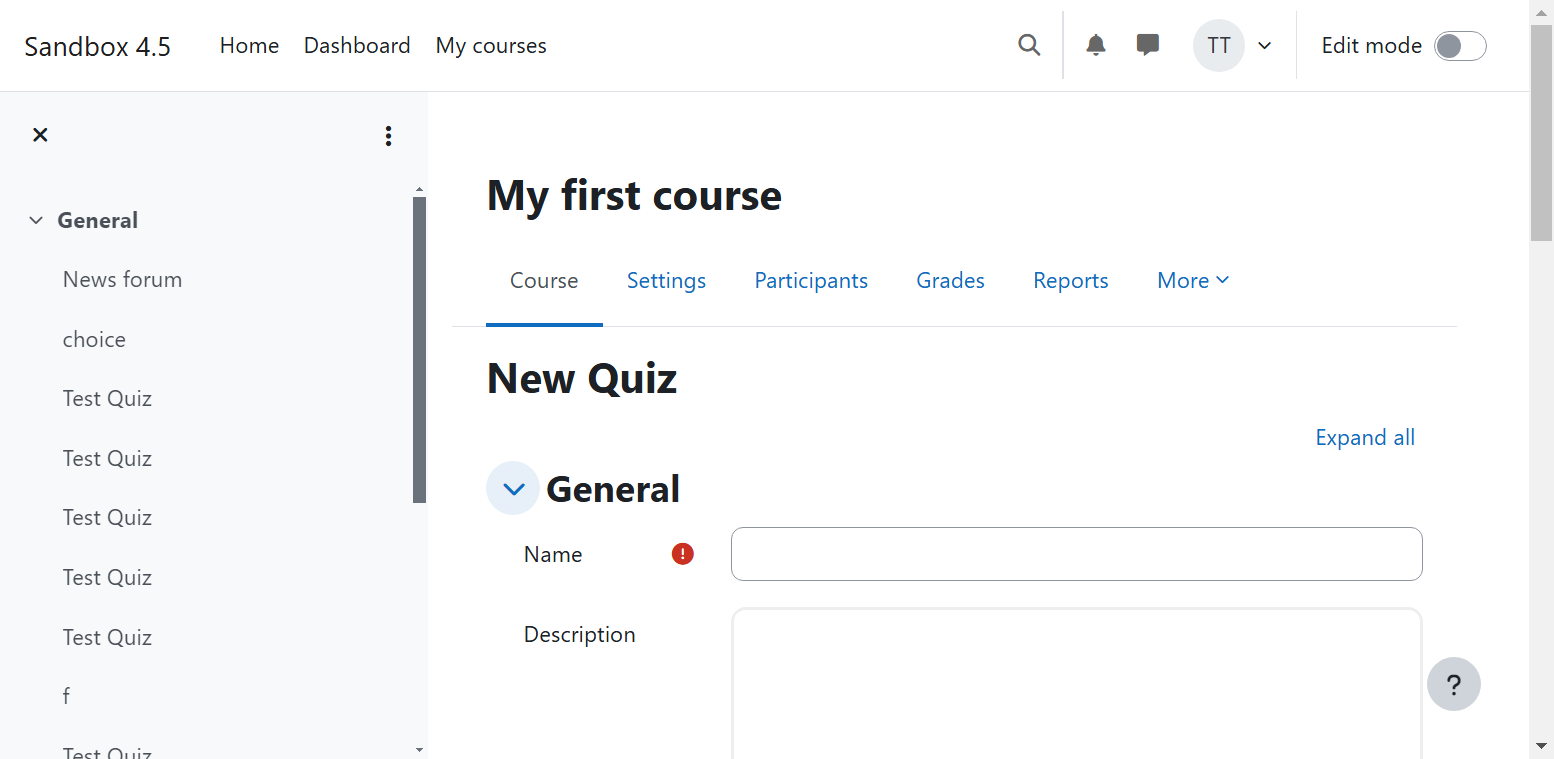 Sandbox 4.5 Home Dashboard My courses TT Edit mode
General
News forum
choice
Test Quiz
Test Quiz
Test Quiz
Test Quiz
Test Quiz
f
Test Quiz
My first course
Course Settings Participants Grades Reports More
New Quiz
Expand all
General
Name
Description
?